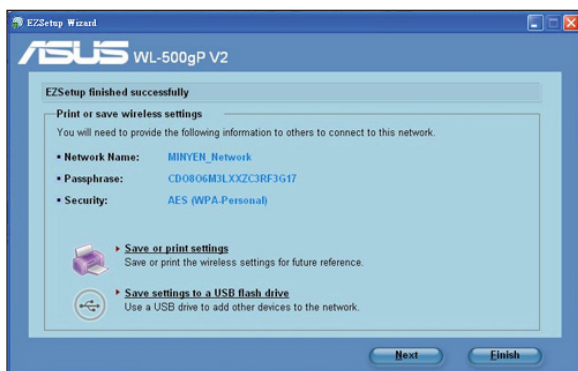 EZSetup Wizard
ASUS WL-500gP V2
EZSetup finished successfully
Print or save wireless settings
You will need to provide the following information to others to connect to this network.
▪ Network Name: MINYEN_Network
▪ Passphrase: CDO8O6M3LXXZC3RF3G17
▪ Security: AES (WPA-Personal)
Save or print settings
Save or print the wireless settings for future reference.
Save settings to a USB flash drive
Use a USB drive to add other devices to the network.
Next Finish